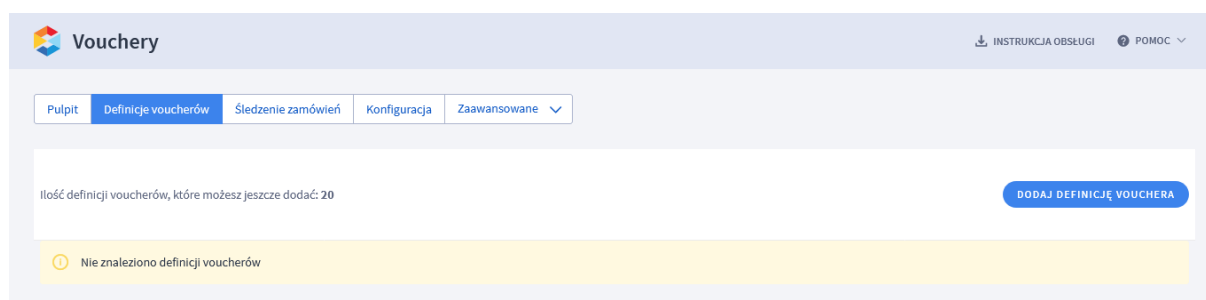 Vouchery
INSTRUKCJA OBSŁUGI
POMOC
Pulpit
Definicje voucherów
Śledzenie zamówień
Konfiguracja
Zaawansowane
Ilość definicji voucherów, które możesz jeszcze dodać: 20
DODAJ DEFINICJĘ VOUCHERA
Nie znaleziono definicji voucherów